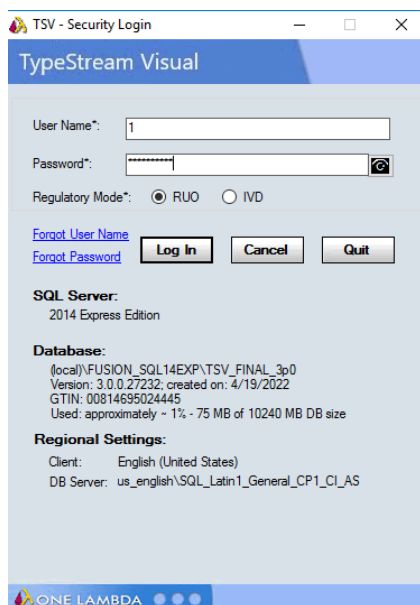 TSV - Security Login
TypeStream Visual
User Name*: 1
Password*: **********
Regulatory Mode*: RUO IVD
Forgot User Name
Forgot Password
Log In Cancel Quit
SQL Server:
2014 Express Edition
Database:
(local)\FUSION_SQL14EXP\TSV_FINAL_3p0
Version: 3.0.0.27232; created on: 4/19/2022
GTIN: 00814695024445
Used: approximately ~ 1% - 75 MB of 10240 MB DB size
Regional Settings:
Client: English (United States)
DB Server: us_english\SQL_Latin1_General_CP1_CI_AS
ONE LAMBDA